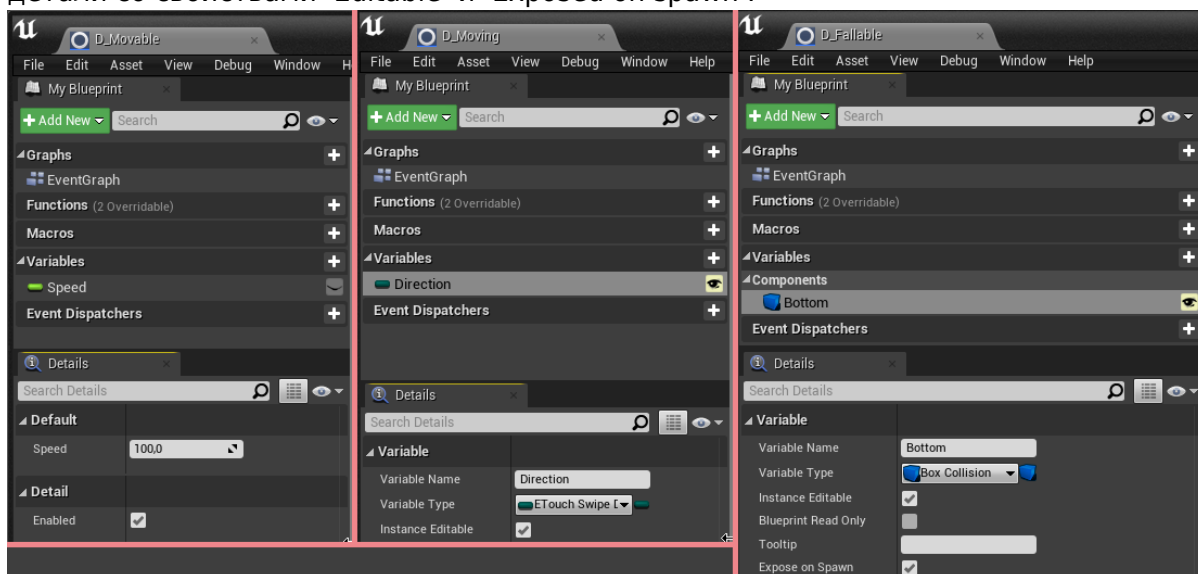 детали со свойствами "Editable" и "Exposed on Spawn".
D_Movable
File Edit Asset View Debug Window H
My Blueprint
Add New Search
Graphs
EventGraph
Functions (2 Overridable)
Macros
Variables
Speed
Event Dispatchers
Details
Search Details
Default
Speed 100,0
Detail
Enabled
D_Moving
File Edit Asset View Debug Window Help
My Blueprint
Add New Search
Graphs
EventGraph
Functions (2 Overridable)
Macros
Variables
Direction
Event Dispatchers
Details
Search Details
Variable
Variable Name Direction
Variable Type ETouch Swipe D
Instance Editable
D_Fallable
File Edit Asset View Debug Window Help
My Blueprint
Add New Search
Graphs
EventGraph
Functions (2 Overridable)
Macros
Variables
Components
Bottom
Event Dispatchers
Details
Search Details
Variable
Variable Name Bottom
Variable Type Box Collision
Instance Editable
Blueprint Read Only
Tooltip
Expose on Spawn